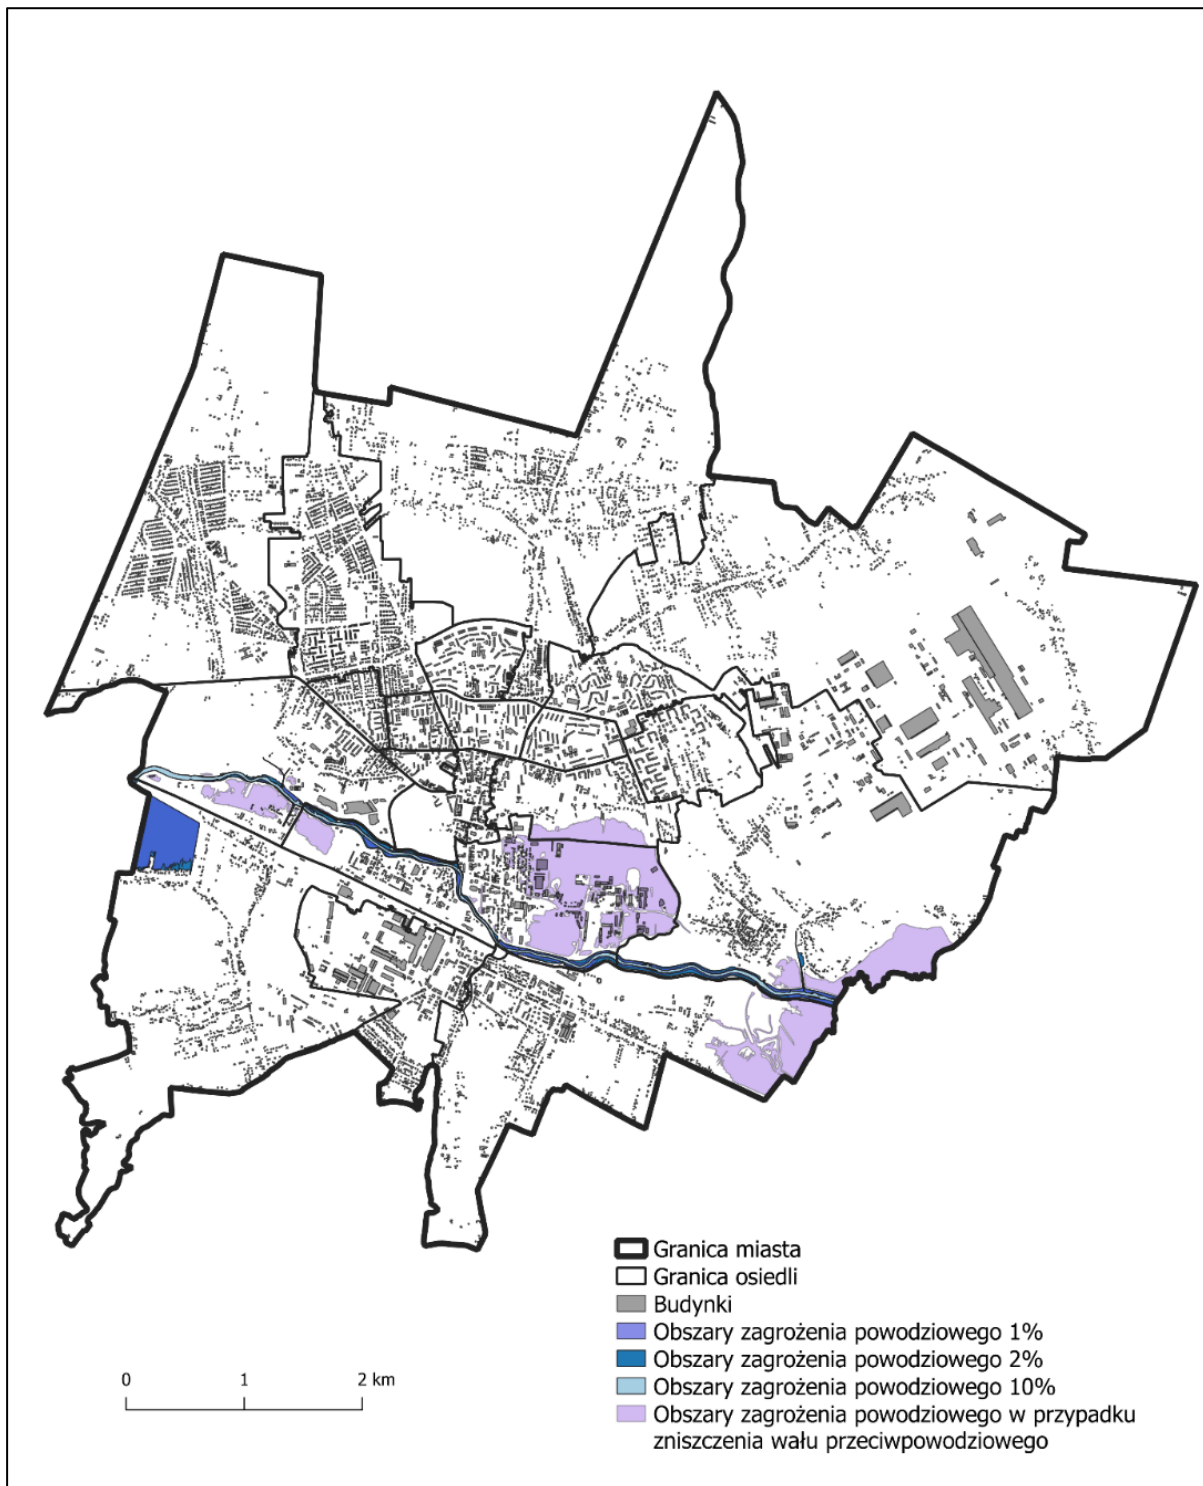 Granica miasta
Granica osiedli
Budynki
Obszary zagrożenia powodziowego 1%
Obszary zagrożenia powodziowego 2%
Obszary zagrożenia powodziowego 10%
Obszary zagrożenia powodziowego w przypadku
zniszczenia wału przeciwpowodziowego
0 1 2 km